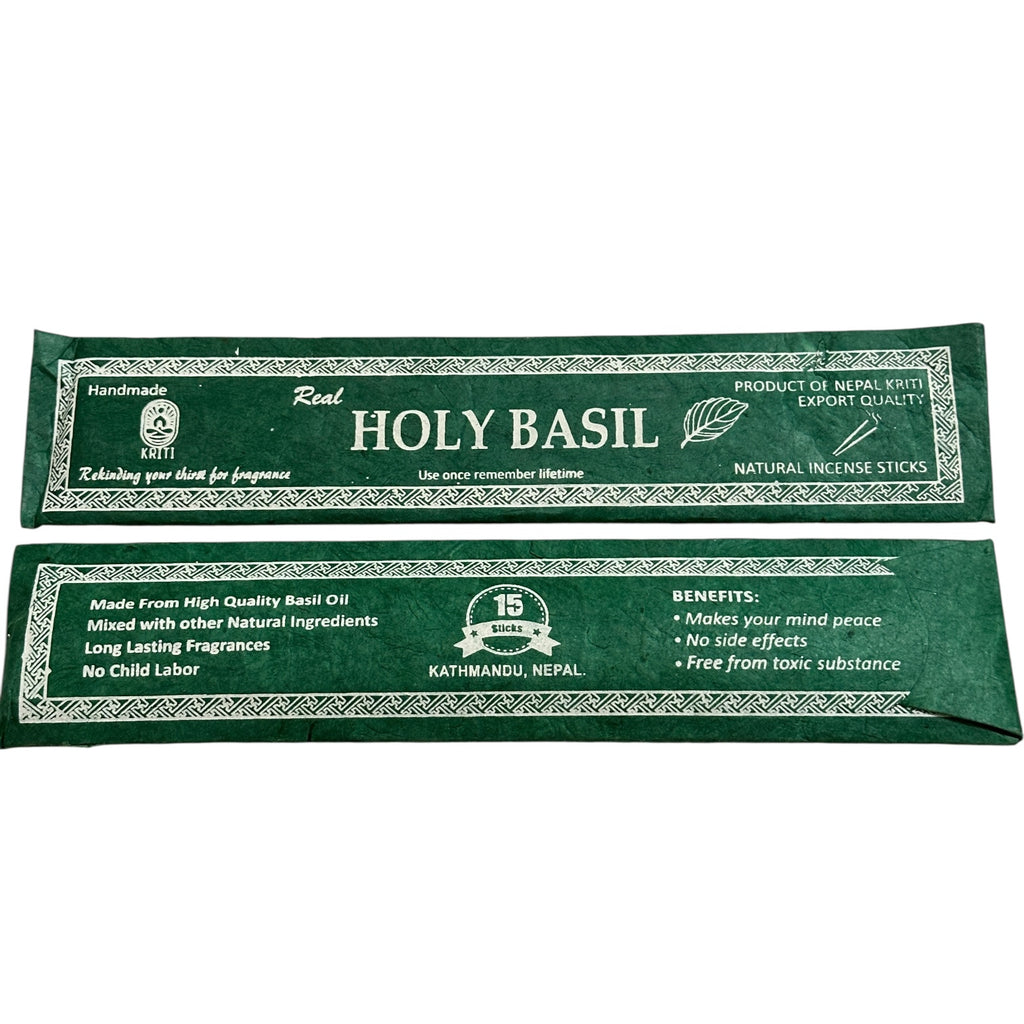 Handmade
KRITI
Rekinding your thirst for fragrance
Real
HOLY BASIL
Use once remember lifetime
PRODUCT OF NEPAL KRITI
EXPORT QUALITY
NATURAL INCENSE STICKS
Made From High Quality Basil Oil
Mixed with other Natural Ingredients
Long Lasting Fragrances
No Child Labor
15
Sticks
KATHMANDU, NEPAL.
BENEFITS:
• Makes your mind peace
• No side effects
• Free from toxic substance